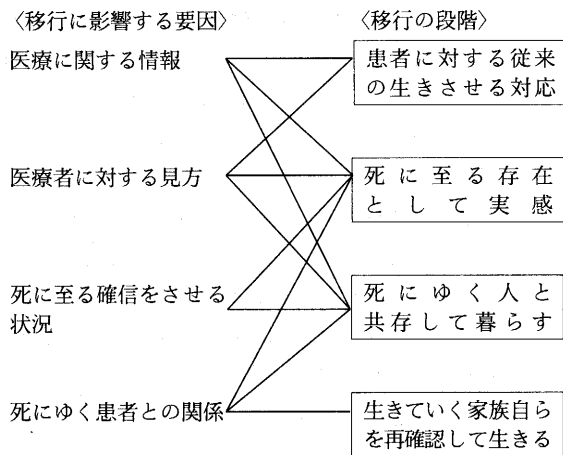 〈移行に影響する要因〉 〈移行の段階〉
医療に関する情報
患者に対する従来
の生きさせる対応
医療者に対する見方
死に至る存在
として実感
死に至る確信をさせる
状況
死にゆく人と
共存して暮らす
死にゆく患者との関係
生きていく家族自ら
を再確認して生きる